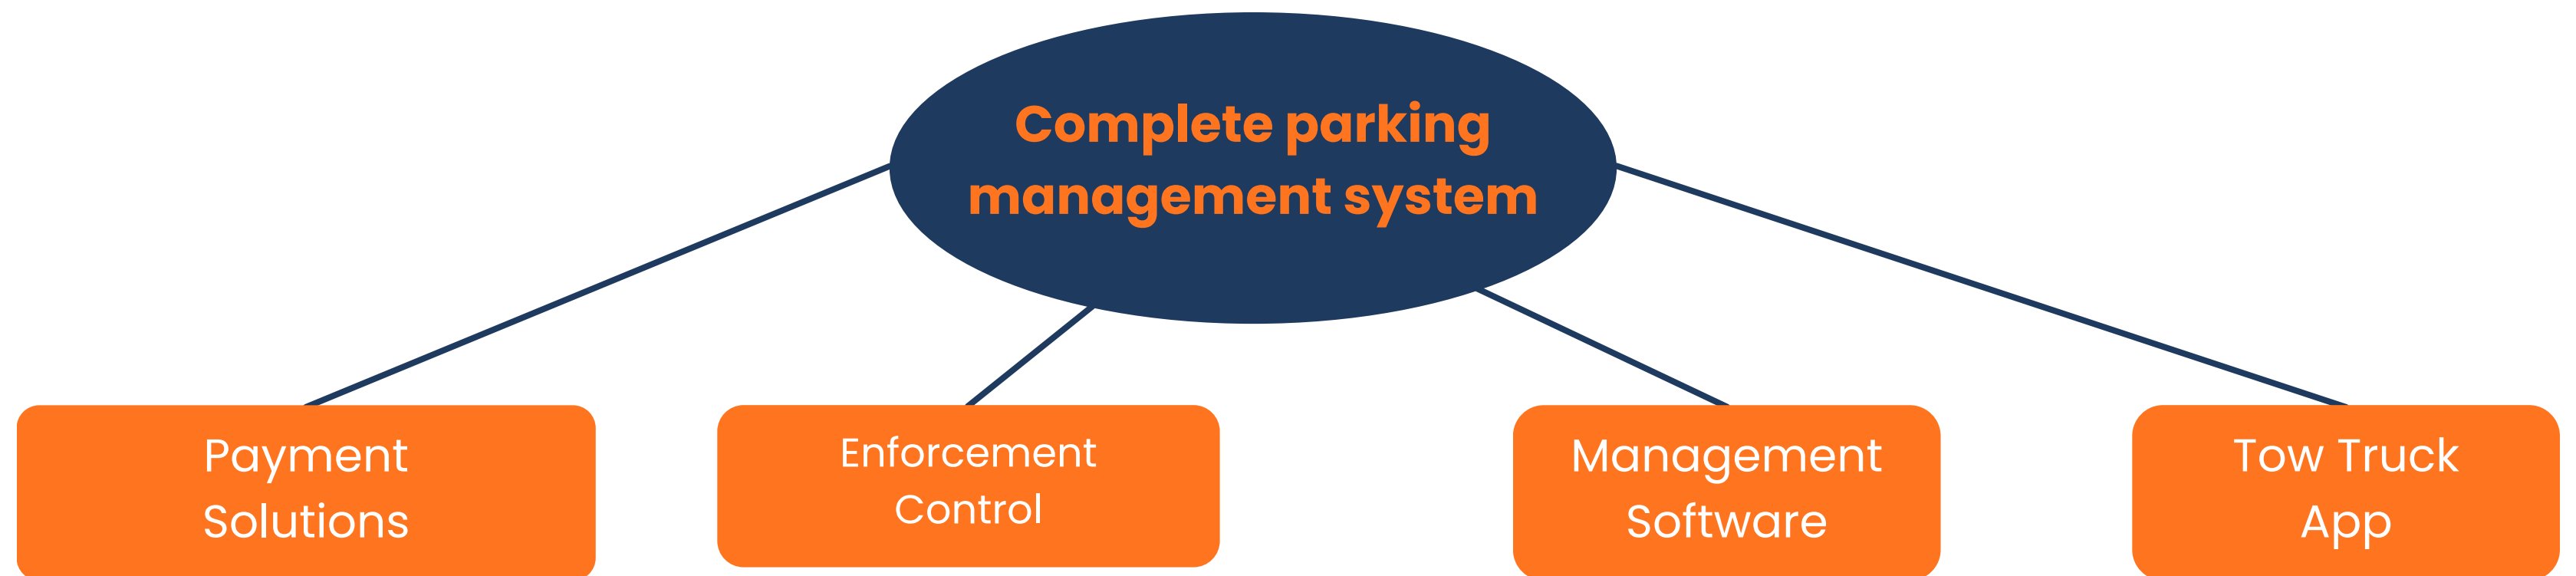 Complete parking
management system
Payment
Solutions
Enforcement
Control
Management
Software
Tow Truck
App